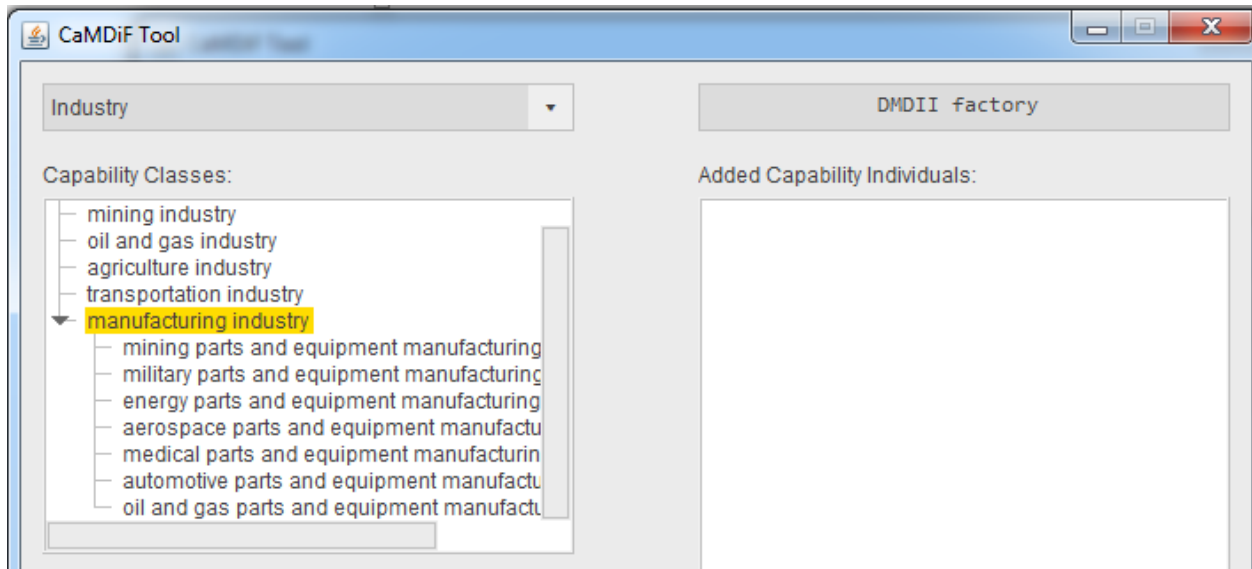 CaMDiF Tool
Industry
DMDII factory
Capability Classes:
Added Capability Individuals:
mining industry
oil and gas industry
agriculture industry
transportation industry
manufacturing industry
mining parts and equipment manufacturing
military parts and equipment manufacturing
energy parts and equipment manufacturing
aerospace parts and equipment manufactu
medical parts and equipment manufacturin
automotive parts and equipment manufactu
oil and gas parts and equipment manufactu